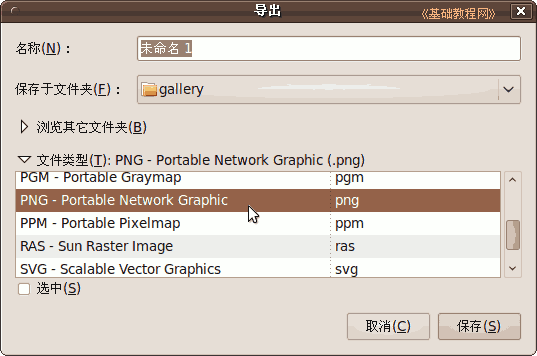 导出
《基础教程网》
名称(N)：
未命名 1
保存于文件夹(F)：
gallery
浏览其它文件夹(B)
文件类型(T): PNG - Portable Network Graphic (.png)
PGM - Portable Graymap pgm
PNG - Portable Network Graphic png
PPM - Portable Pixelmap ppm
RAS - Sun Raster Image ras
SVG - Scalable Vector Graphics svg
选中(S)
取消(C) 保存(S)